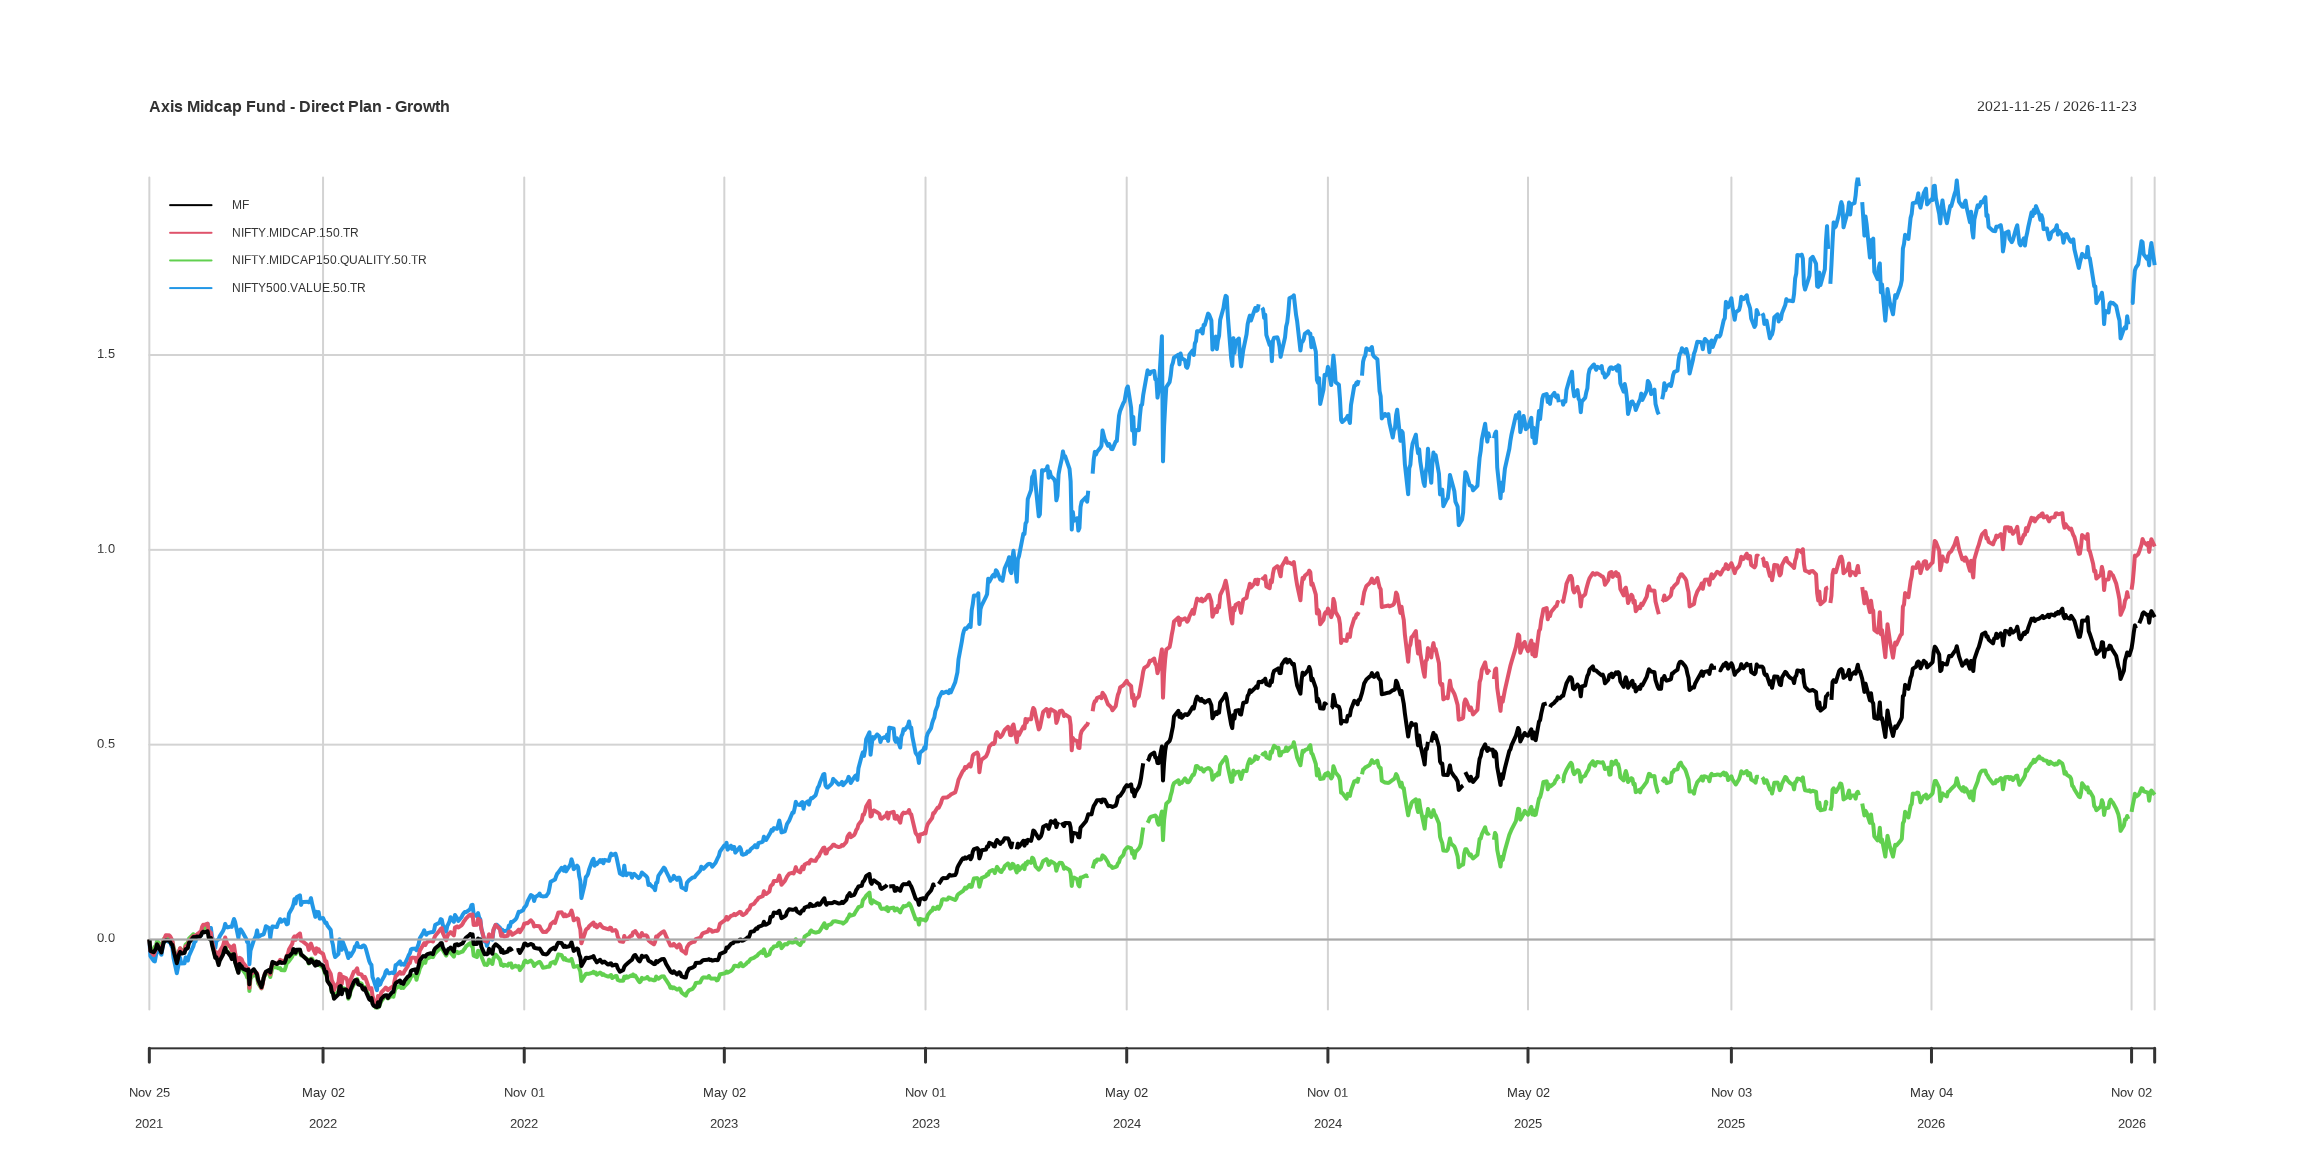 Axis Midcap Fund - Direct Plan - Growth
2021-11-25 / 2026-11-23
MF
NIFTY.MIDCAP.150.TR
NIFTY.MIDCAP150.QUALITY.50.TR
NIFTY500.VALUE.50.TR
1.5
1.0
0.5
0.0
Nov 25 May 02 Nov 01 May 02 Nov 01 May 02 Nov 01 May 02 Nov 03 May 04 Nov 02
2021 2022 2022 2023 2023 2024 2024 2025 2025 2026 2026